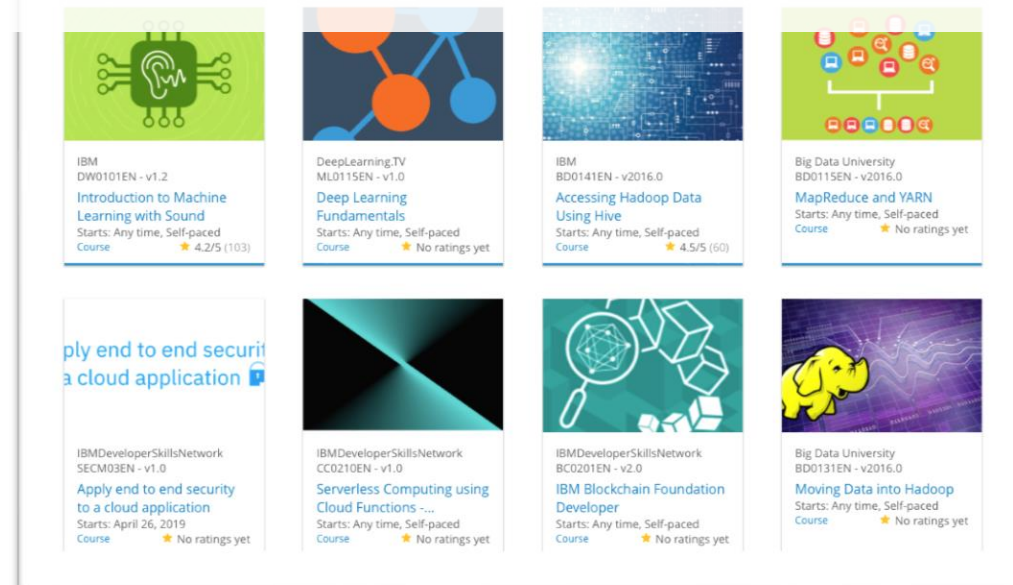 IBM
DW0101EN - v1.2
Introduction to Machine
Learning with Sound
Starts: Any time, Self-paced
Course 4.2/5 (103)
DeepLearning.TV
ML0115EN - v1.0
Deep Learning
Fundamentals
Starts: Any time, Self-paced
Course No ratings yet
IBM
BD0141EN - v2016.0
Accessing Hadoop Data
Using Hive
Starts: Any time, Self-paced
Course 4.5/5 (60)
Big Data University
BD0115EN - v2016.0
MapReduce and YARN
Starts: Any time, Self-paced
Course No ratings yet
ply end to end securit
a cloud application
IBMDeveloperSkillsNetwork
SECM03EN - v1.0
Apply end to end security
to a cloud application
Starts: April 26, 2019
Course No ratings yet
IBMDeveloperSkillsNetwork
CC0210EN - v1.0
Serverless Computing using
Cloud Functions -...
Starts: Any time, Self-paced
Course No ratings yet
IBMDeveloperSkillsNetwork
BC0201EN - v2.0
IBM Blockchain Foundation
Developer
Starts: Any time, Self-paced
Course No ratings yet
Big Data University
BD0131EN - v2016.0
Moving Data into Hadoop
Starts: Any time, Self-paced
Course No ratings yet